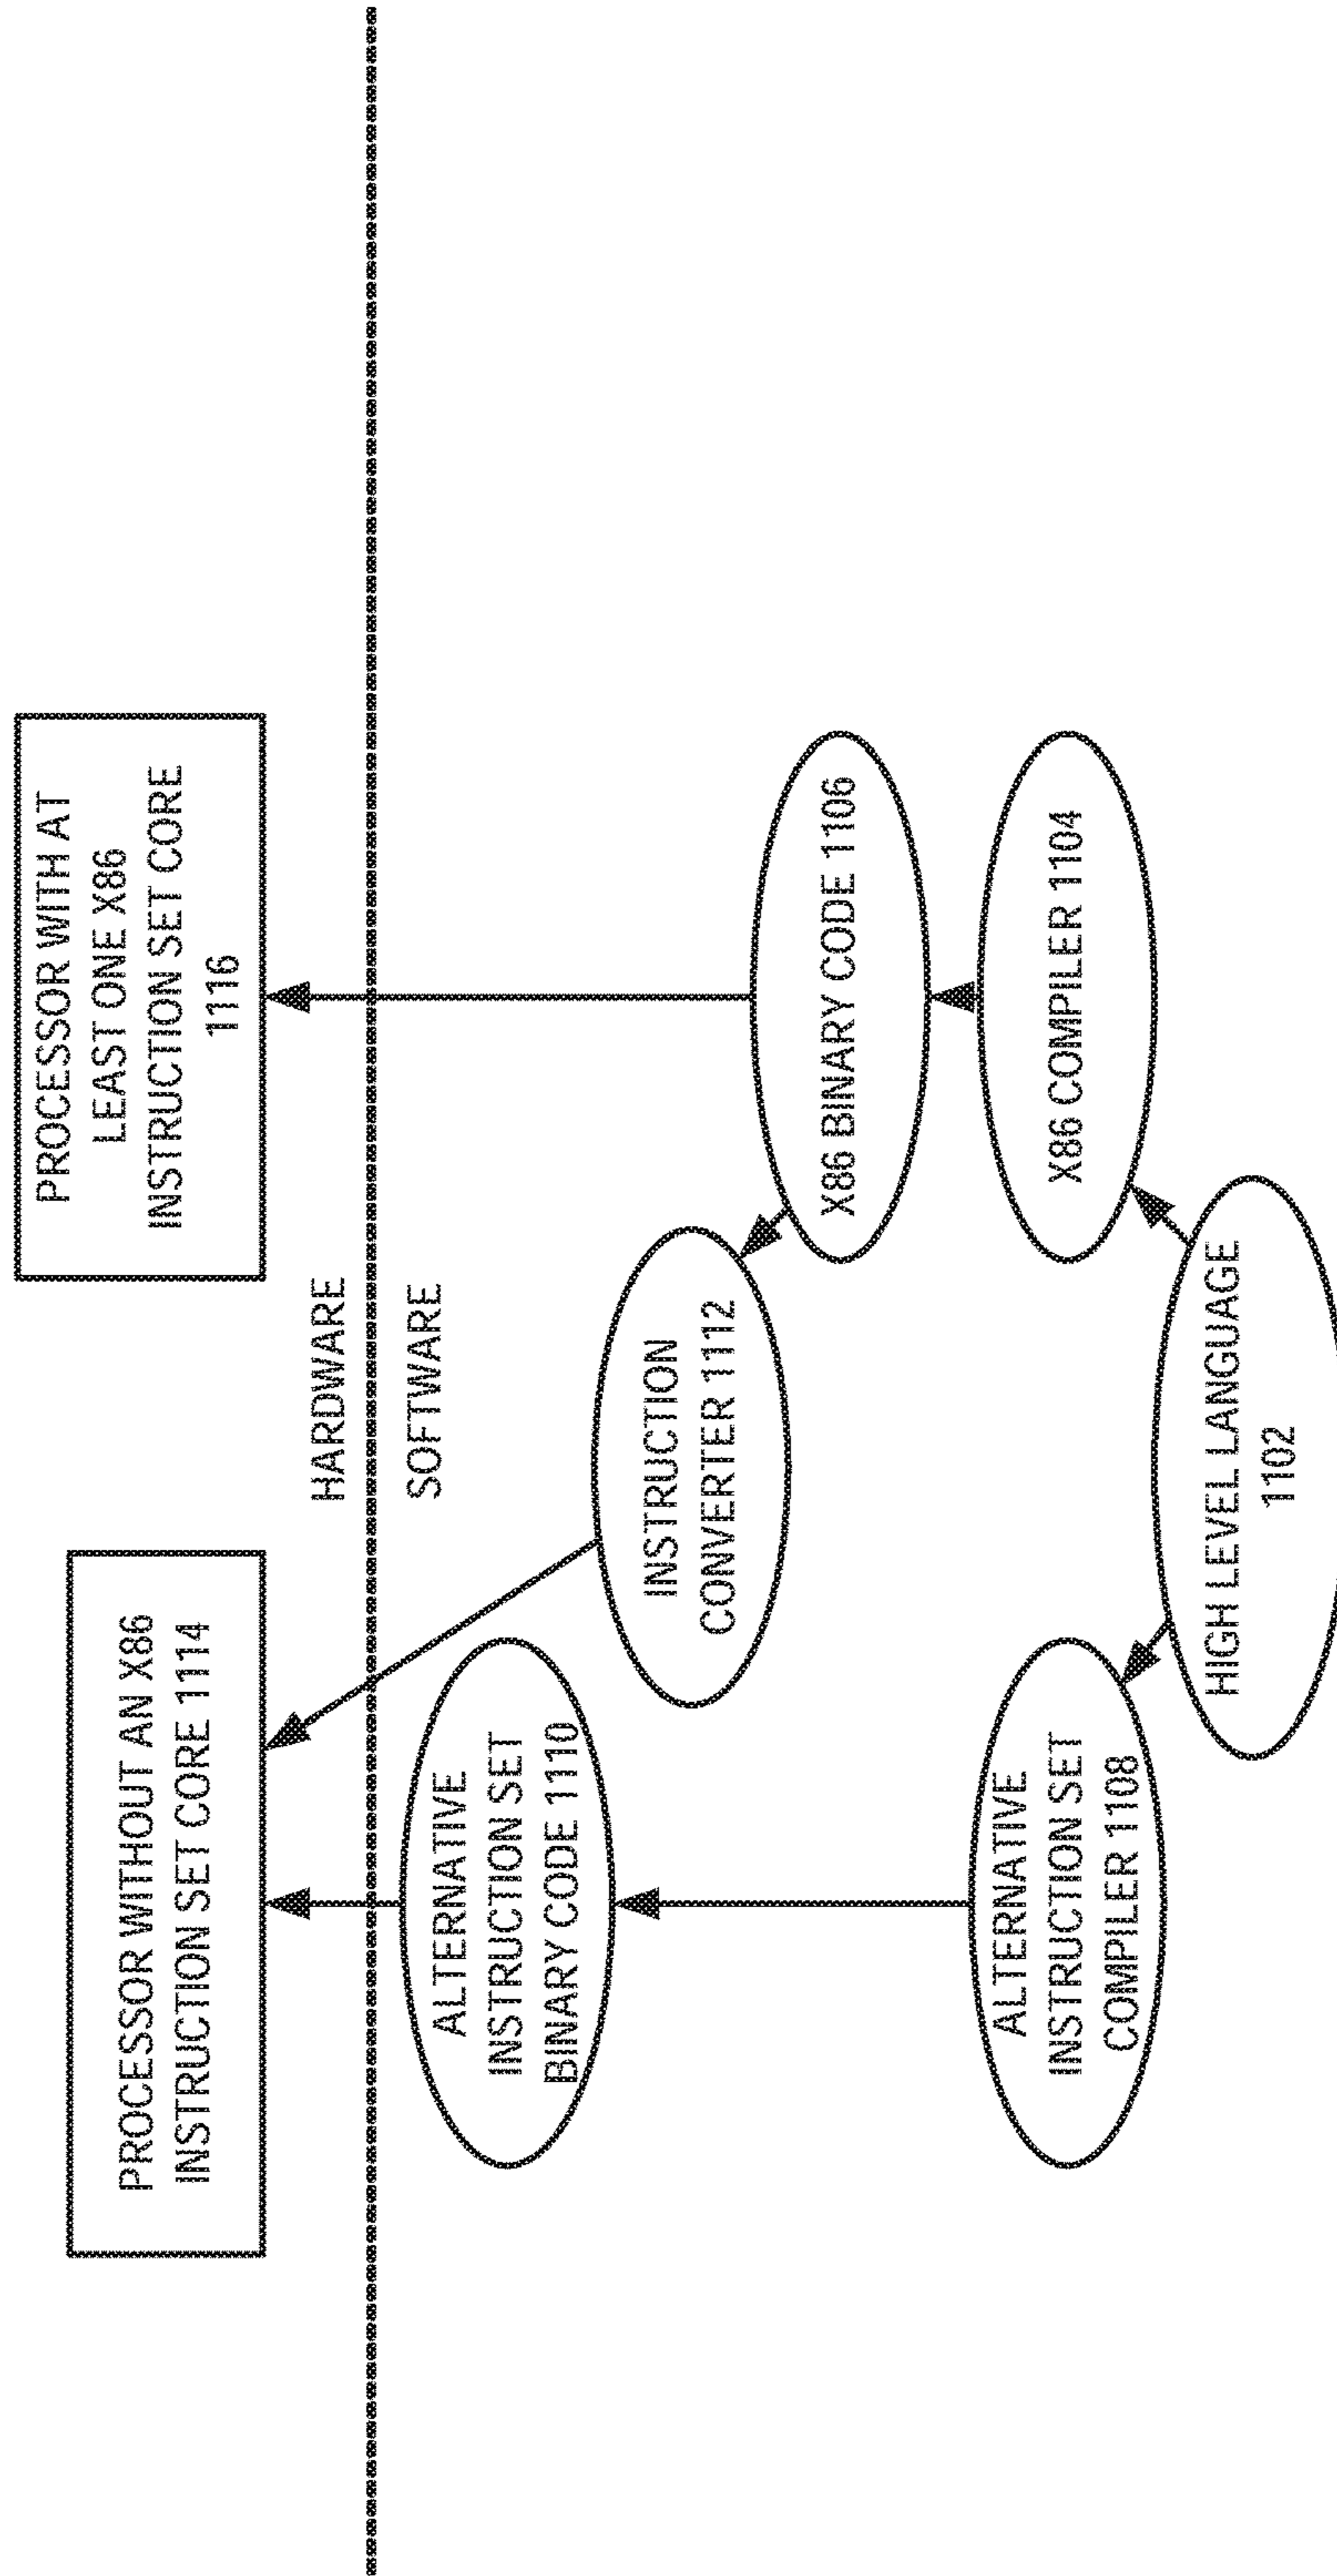 PROCESSOR WITHOUT AN X86
INSTRUCTION SET CORE 1114
PROCESSOR WITH AT
LEAST ONE X86
INSTRUCTION SET CORE
1116
HARDWARE
SOFTWARE
ALTERNATIVE
INSTRUCTION SET
BINARY CODE 1110
INSTRUCTION
CONVERTER 1112
X86 BINARY CODE 1106
ALTERNATIVE
INSTRUCTION SET
COMPILER 1108
X86 COMPILER 1104
HIGH LEVEL LANGUAGE
1102